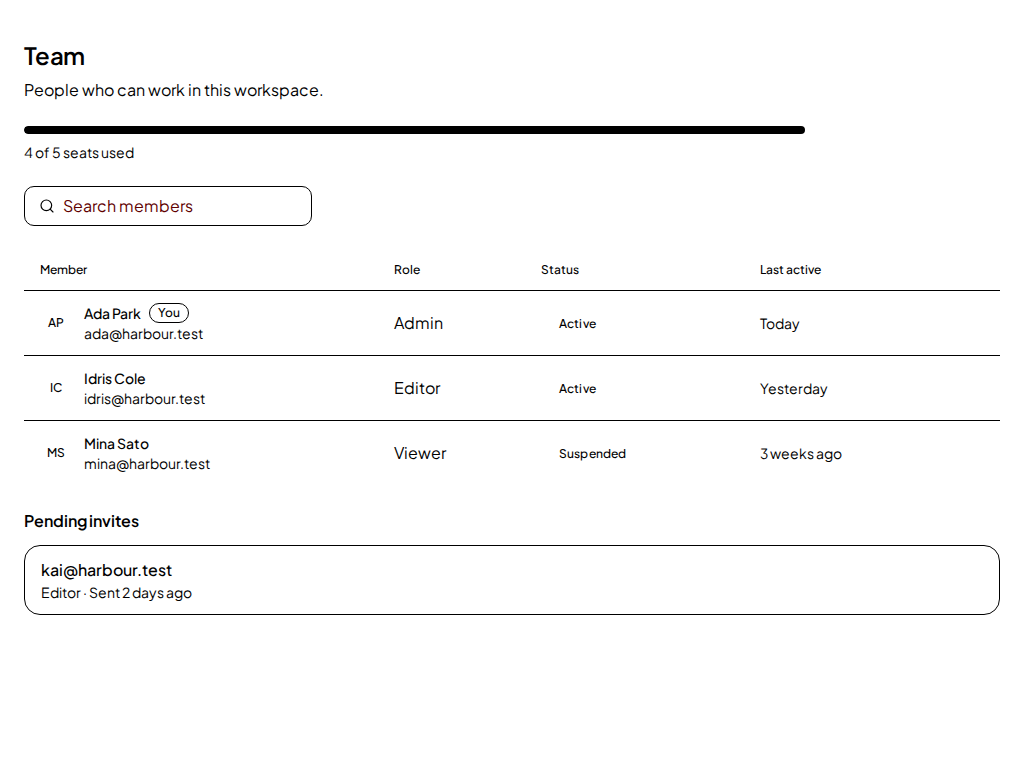 Team
People who can work in this workspace.
4 of 5 seats used
Search members
Member Role Status Last active
AP Ada Park You Admin Active Today
ada@harbour.test
IC Idris Cole Editor Active Yesterday
idris@harbour.test
MS Mina Sato Viewer Suspended 3 weeks ago
mina@harbour.test
Pending invites
kai@harbour.test
Editor · Sent 2 days ago